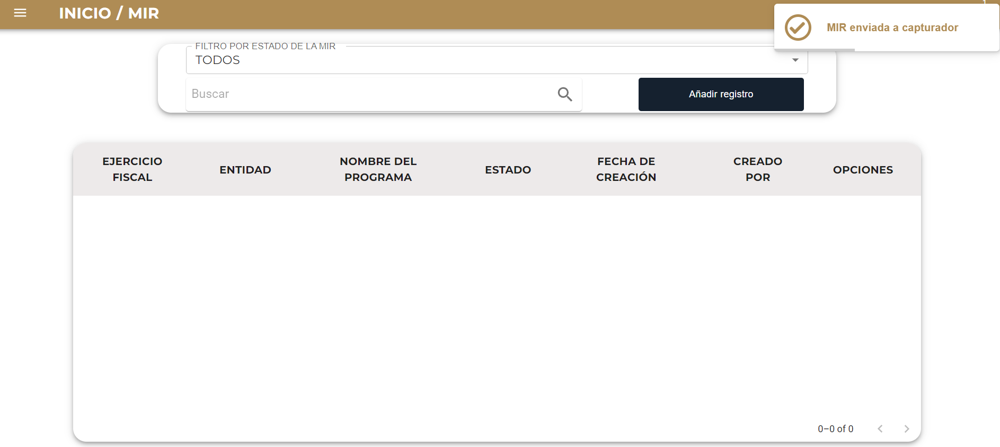 INICIO / MIR
1
MIR enviada a capturador
FILTRO POR ESTADO DE LA MIR
TODOS
Buscar
Añadir registro
EJERCICIO FISCAL
ENTIDAD
NOMBRE DEL PROGRAMA
ESTADO
FECHA DE CREACIÓN
CREADO POR
OPCIONES
0–0 of 0